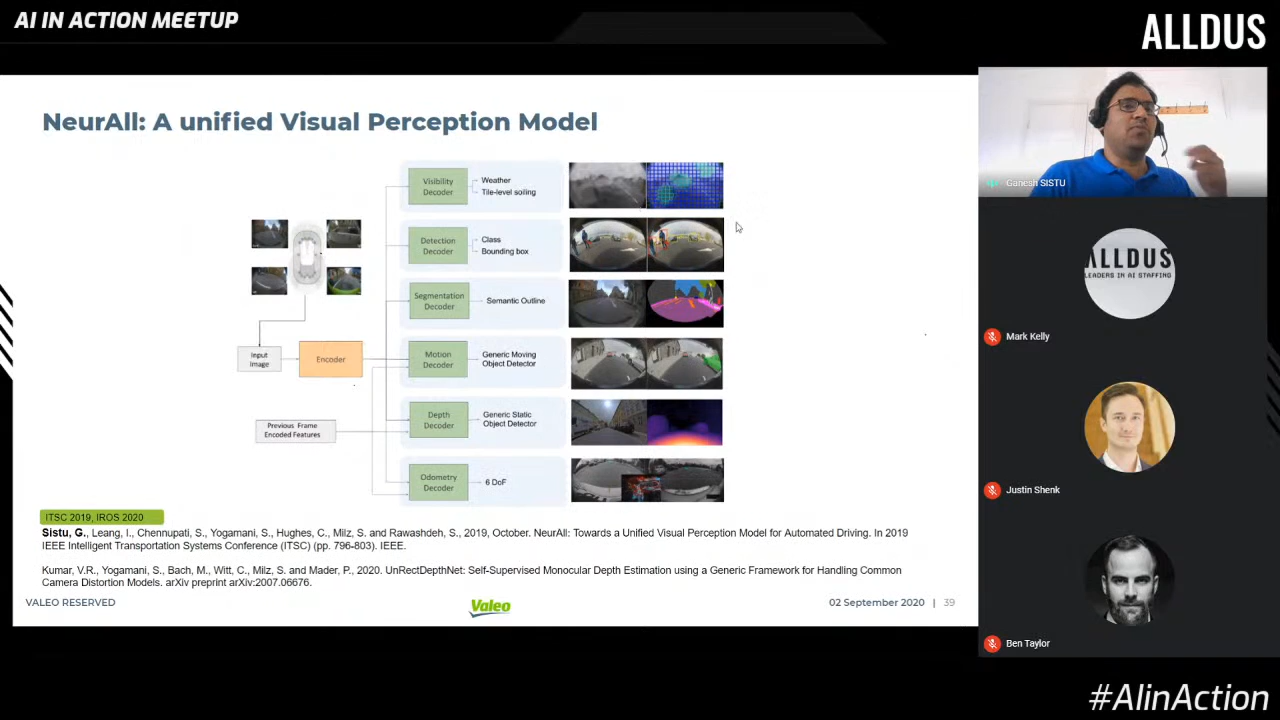 AI IN ACTION MEETUP
ALLDUS
NeurAll: A unified Visual Perception Model
Visibility
Decoder
Weather
Tile-level soiling
Detection
Decoder
Class
Bounding box
Segmentation
Decoder
Semantic Outline
Input
Image
Encoder
Motion
Decoder
Generic Moving
Object Detector
Previous Frame
Encoded Features
Depth
Decoder
Generic Static
Object Detector
Odometry
Decoder
6 DoF
ITSC 2019, IROS 2020
Sistu, G., Leang, I., Chennupati, S., Yogamani, S., Hughes, C., Milz, S. and Rawashdeh, S., 2019, October. NeurAll: Towards a Unified Visual Perception Model for Automated Driving. In 2019
IEEE Intelligent Transportation Systems Conference (ITSC) (pp. 796-803). IEEE.
Kumar, V.R., Yogamani, S., Bach, M., Witt, C., Milz, S. and Mader, P., 2020. UnRectDepthNet: Self-Supervised Monocular Depth Estimation using a Generic Framework for Handling Common
Camera Distortion Models. arXiv preprint arXiv:2007.06676.
VALEO RESERVED
Valeo
02 September 2020 | 39
Ganesh SISTU
ALLDUS
LEADERS IN AI STAFFING
Mark Kelly
Justin Shenk
Ben Taylor
#AIinAction